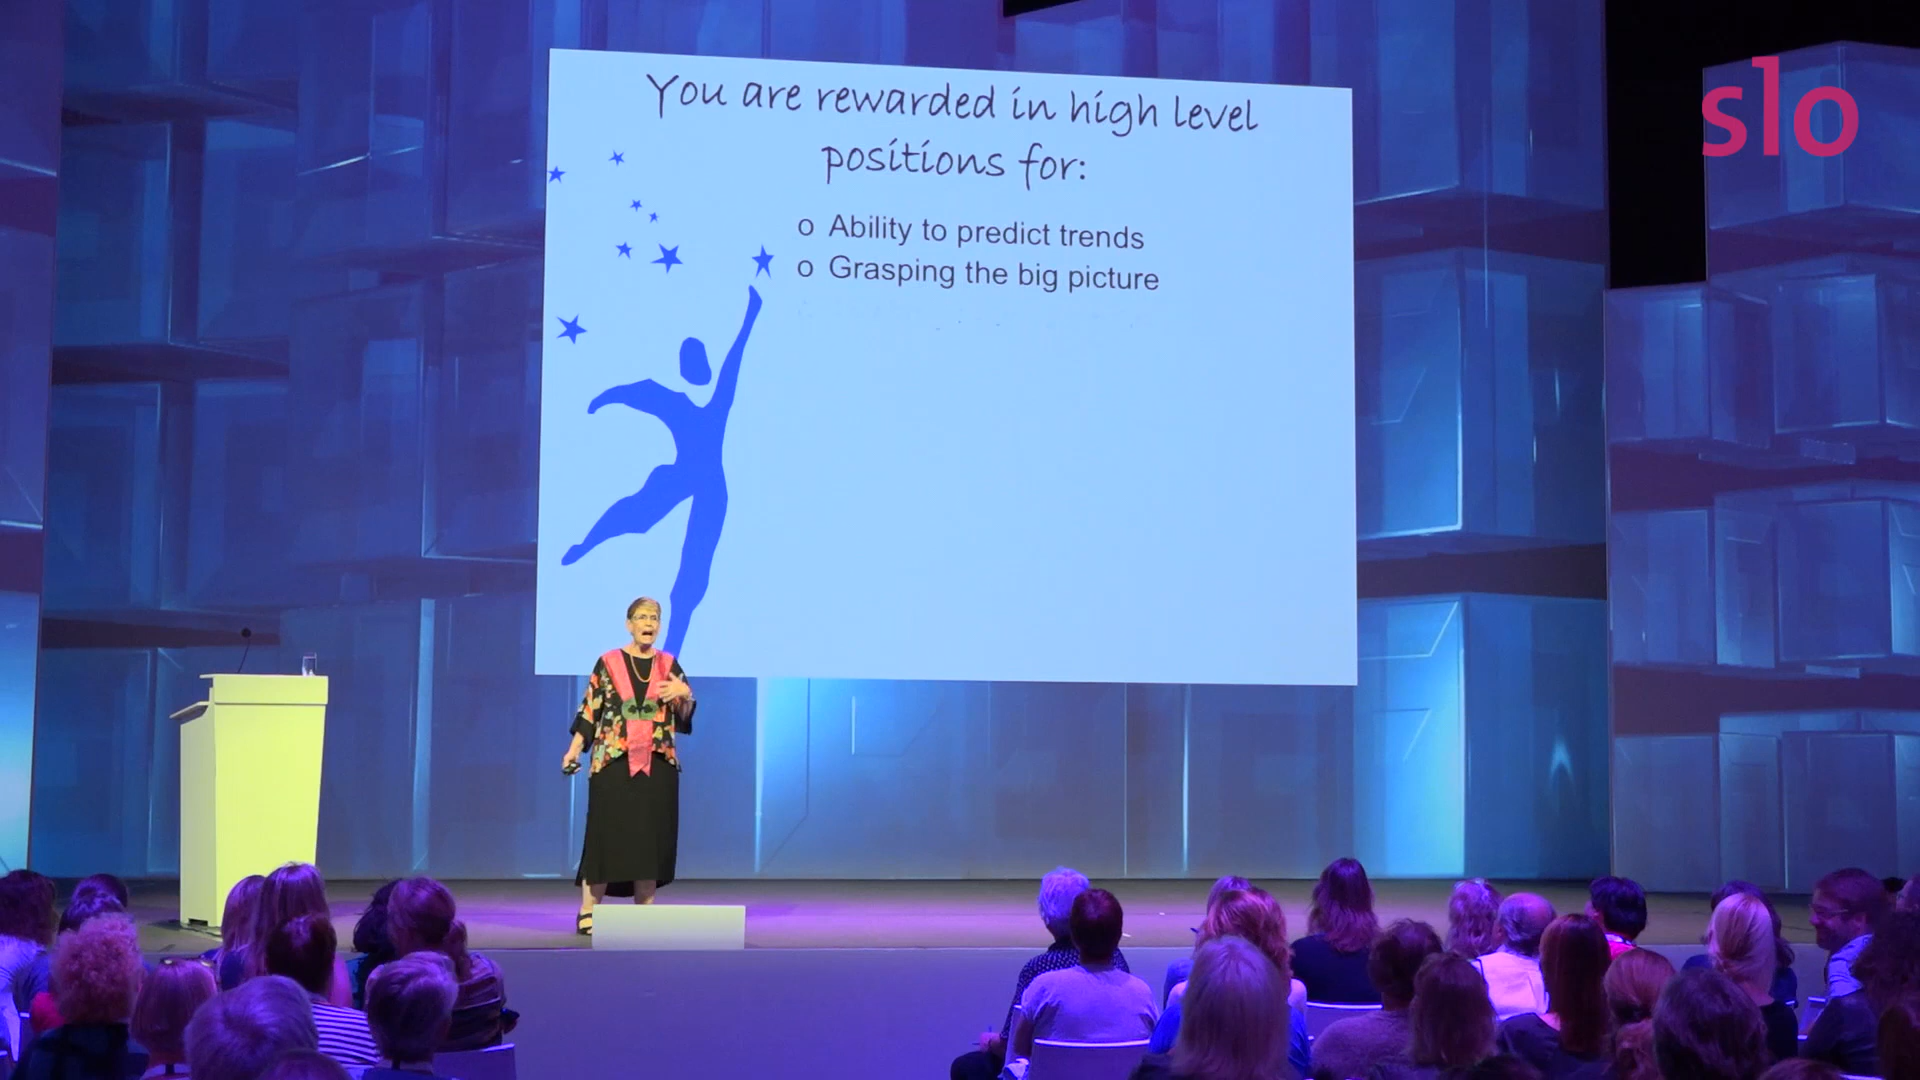 slo
You are rewarded in high level
positions for:
o Ability to predict trends
o Grasping the big picture